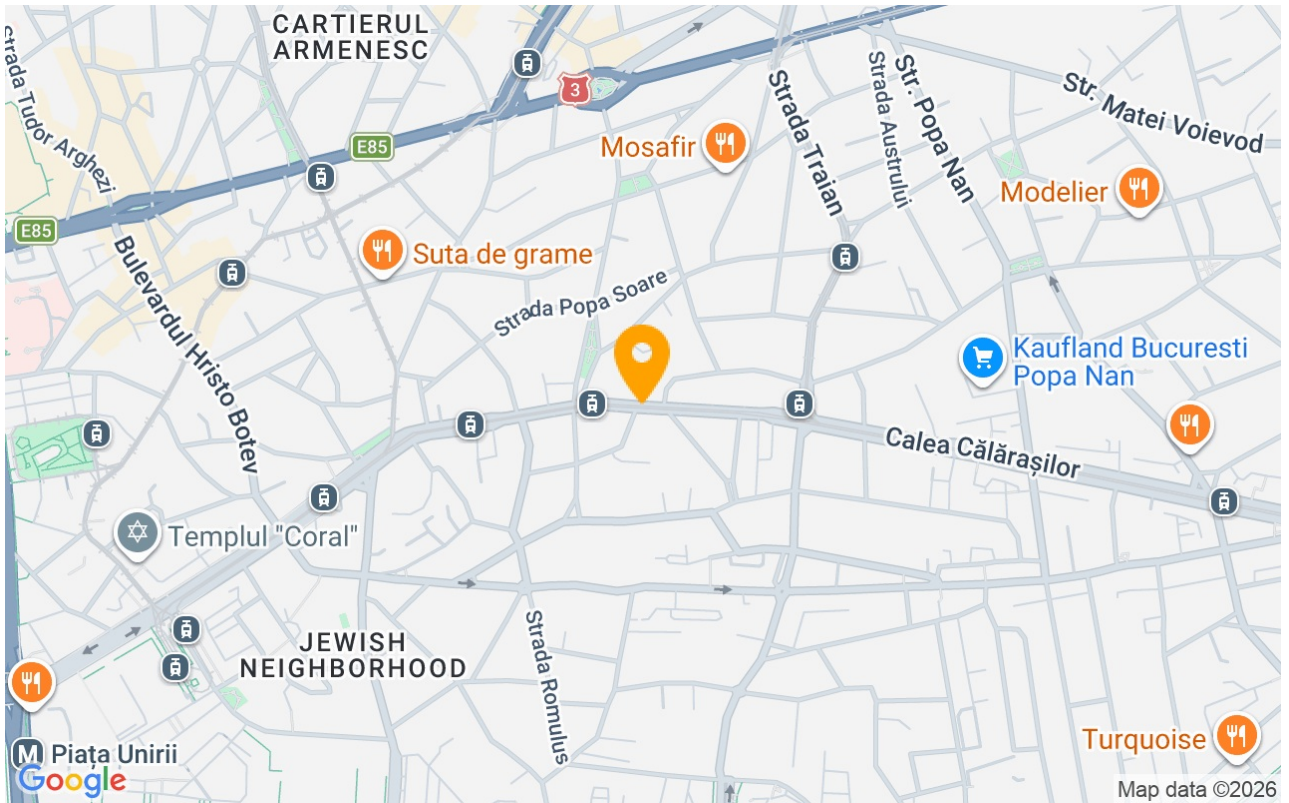 CARTIERUL
ARMENESC
Strada Tudor Arghezi
3
E85
E85
Mosafir
Strada Traian
Strada Austrului
Str. Popa Nan
Str. Matei Voievod
Modelier
Bulevardul Hristo Botev
Suta de grame
Strada Popa Soare
Kaufland Bucuresti
Popa Nan
Calea Călărașilor
Templul "Coral"
JEWISH
NEIGHBORHOOD
Strada Romulus
M Piața Unirii
Turquoise
Google
Map data ©2026